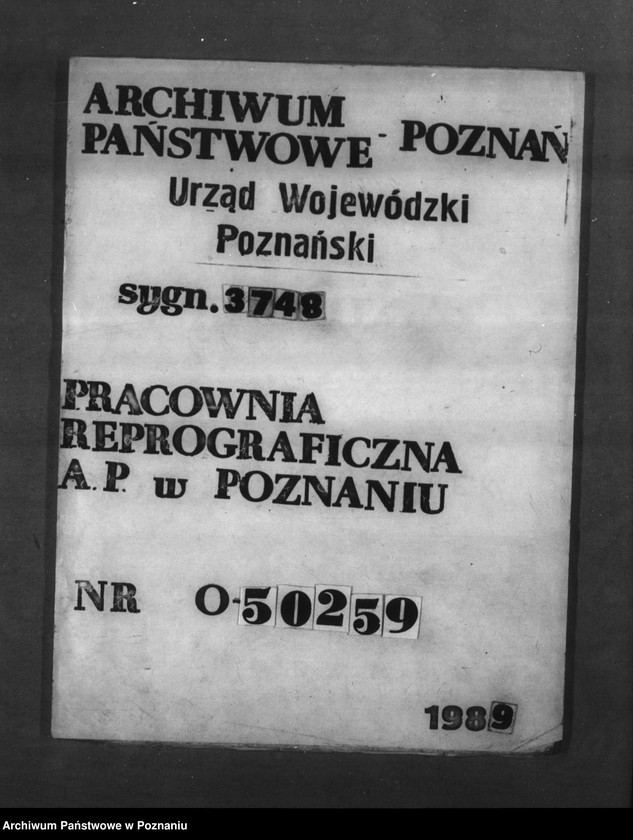 ARCHIWUM
PAŃSTWOWE - POZNAŃ
Urząd Wojewódzki
Poznański
sygn. 3748
PRACOWNIA
REPROGRAFICZNA
A.P. w POZNANIU
NR O-50259
1989
Archiwum Państwowe w Poznaniu